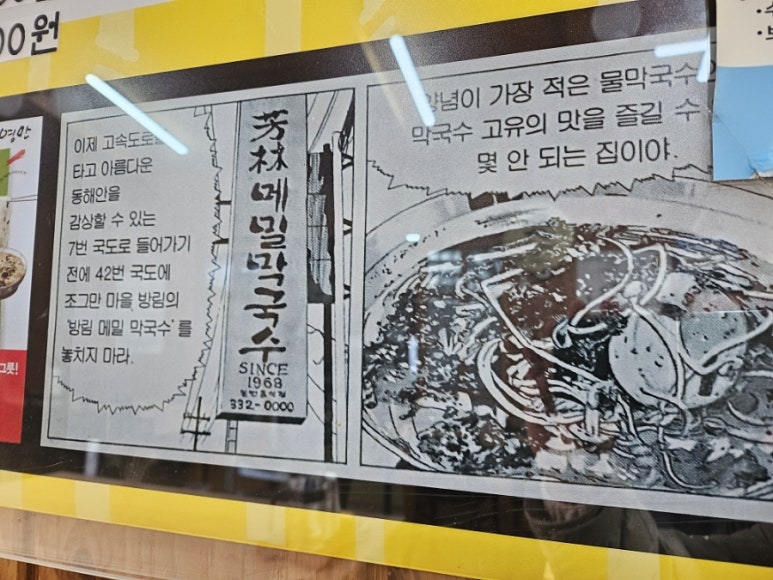 00원
이제 고속도로를
타고 아름다운
동해안을
감상할 수 있는
7번 국도로 들어가기
전에 42번 국도에
조그만 마을 방림의
'방림 메밀 막국수'를
놓치지 마라.
芳林메밀막국수
SINCE
1968
332-0000
양념이 가장 적은 물막국수
막국수 고유의 맛을 즐길 수
몇 안 되는 집이야.
그릇!